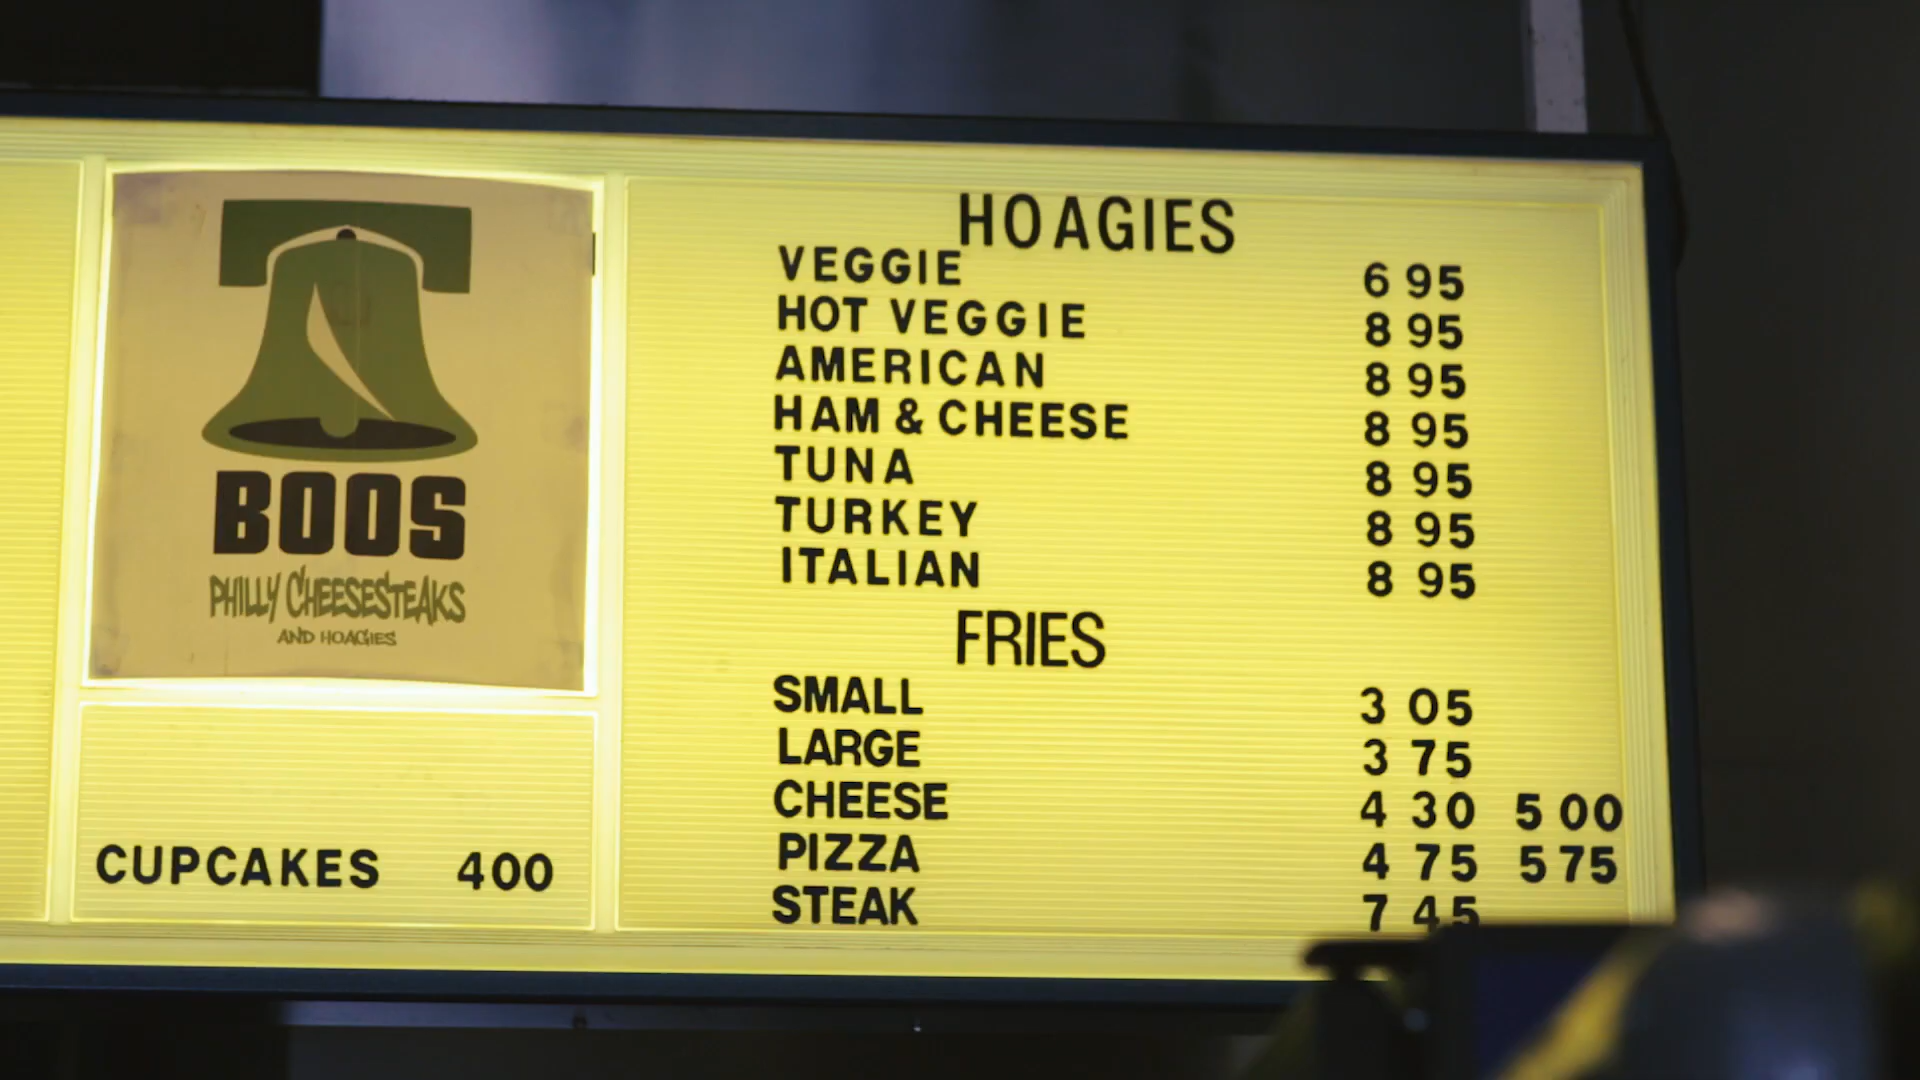 BOOS
PHILLY CHEESESTEAKS
AND HOAGIES
CUPCAKES 400
HOAGIES
VEGGIE 6 95
HOT VEGGIE 8 95
AMERICAN 8 95
HAM & CHEESE 8 95
TUNA 8 95
TURKEY 8 95
ITALIAN 8 95
FRIES
SMALL 3 05
LARGE 3 75
CHEESE 4 30 5 00
PIZZA 4 75 5 75
STEAK 7 45